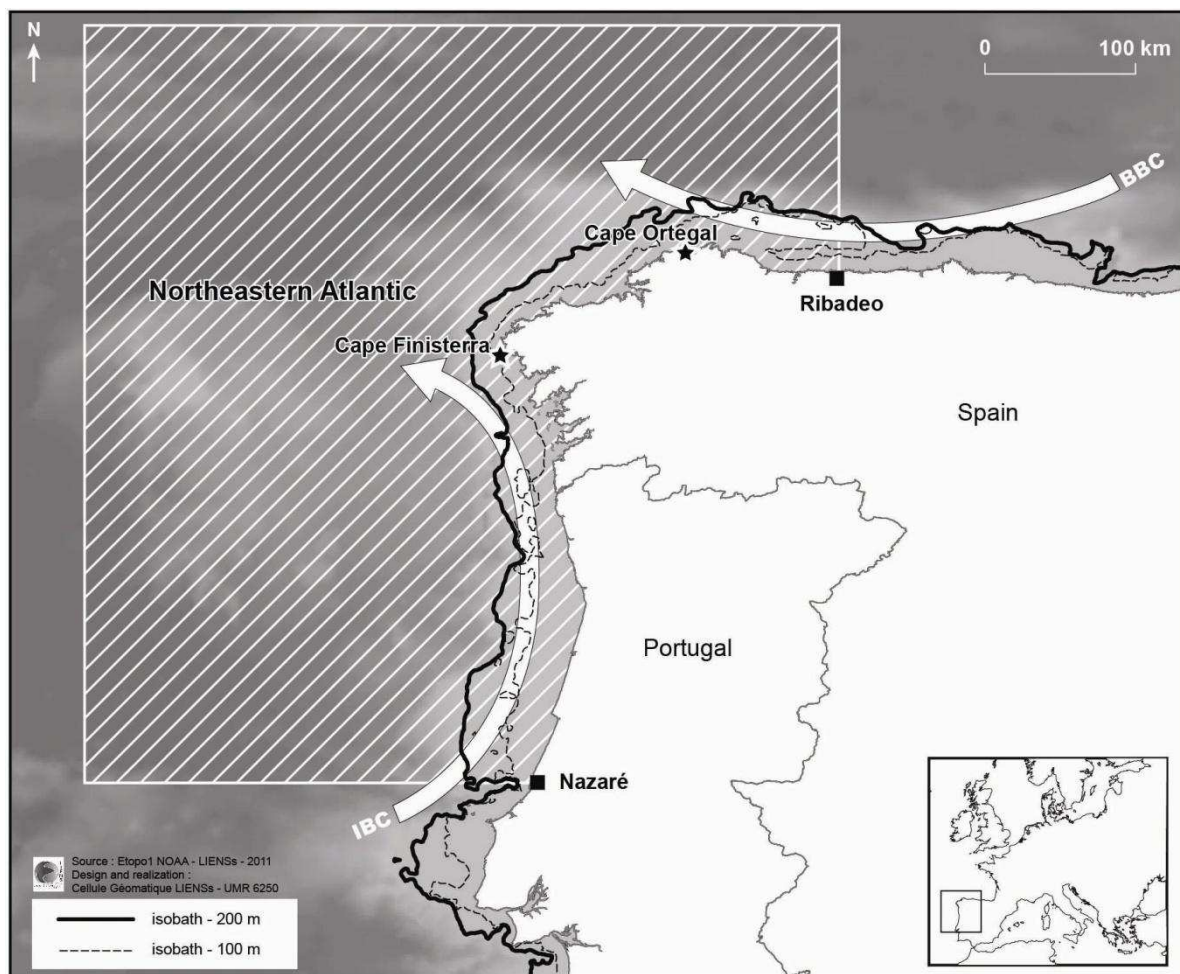 N
0 100 km
BBC
Cape Ortegal
Northeastern Atlantic
Ribadeo
Cape Finisterra
Spain
Portugal
Nazaré
IBC
Source : Etopo1 NOAA - LIENSs - 2011
Design and realization :
Cellule Géomatique LIENSs - UMR 6250
isobath - 200 m
isobath - 100 m